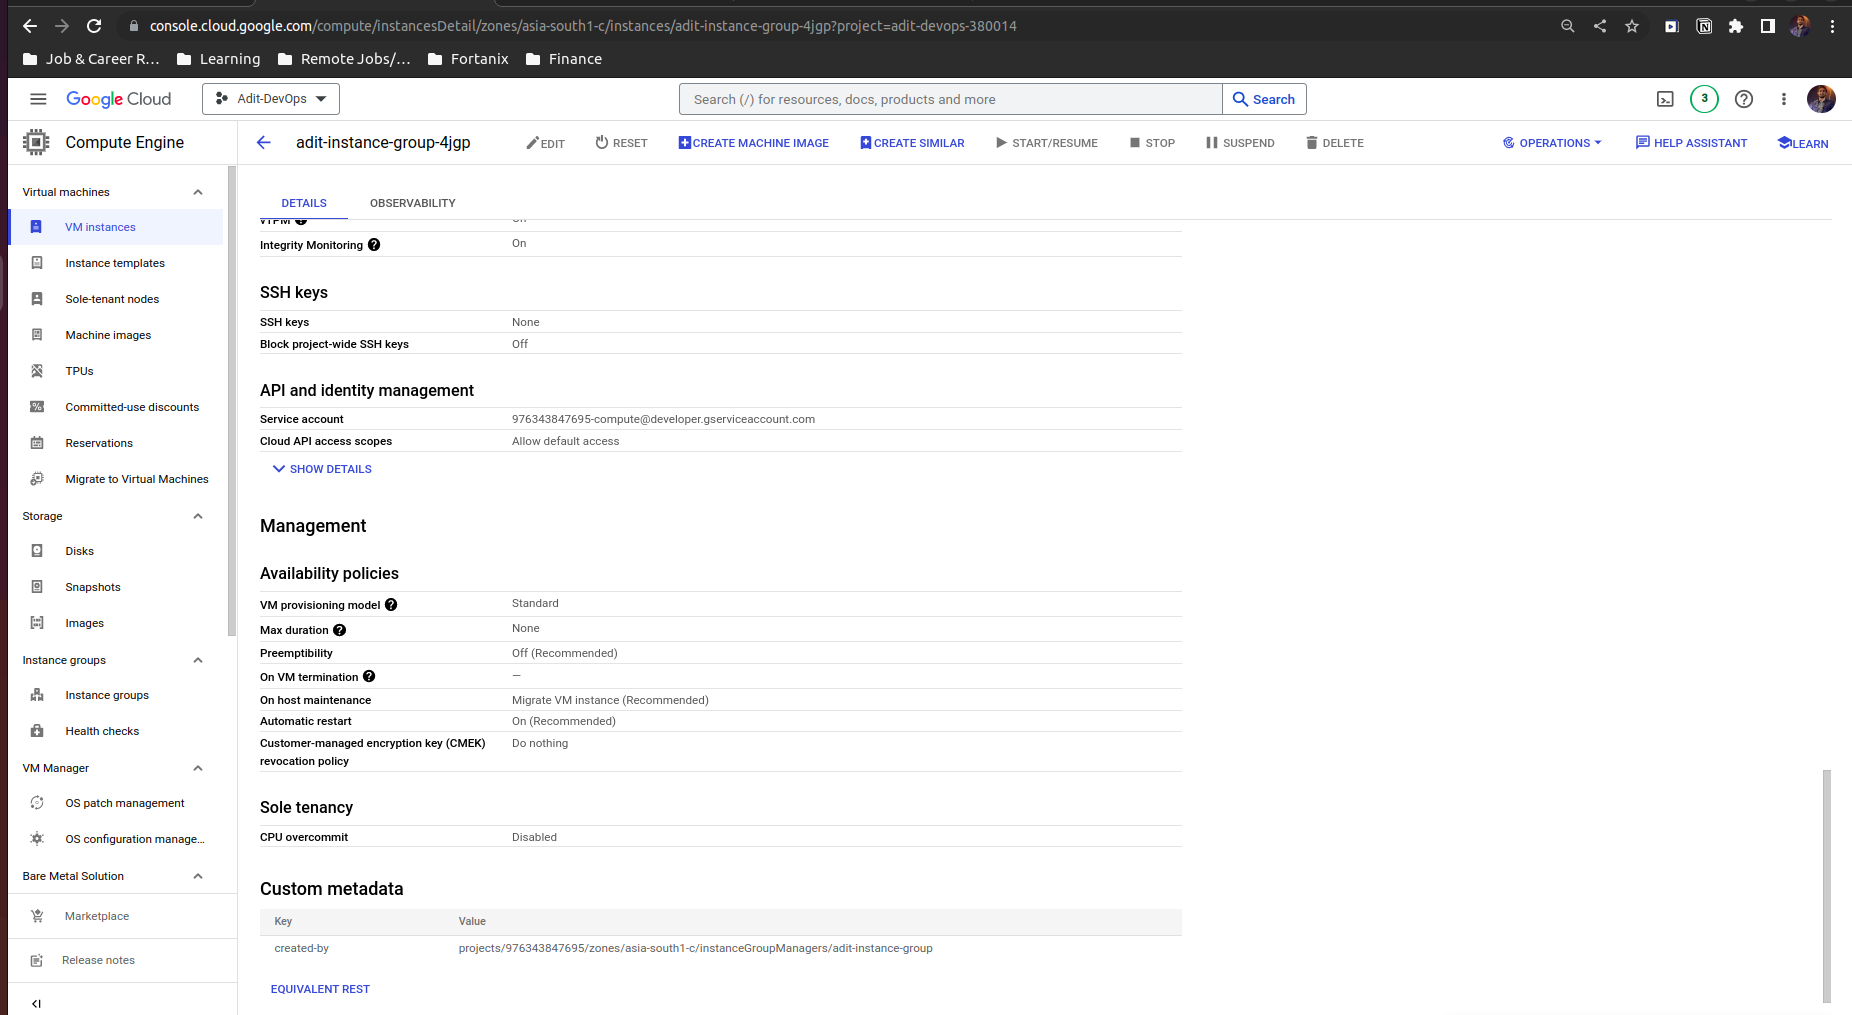 console.cloud.google.com/compute/instancesDetail/zones/asia-south1-c/instances/adit-instance-group-4jgp?project=adit-devops-380014
Job & Career R... Learning Remote Jobs/... Fortanix Finance
Google Cloud Adit-DevOps Search (/) for resources, docs, products and more Search 3
Compute Engine adit-instance-group-4jgp EDIT RESET CREATE MACHINE IMAGE CREATE SIMILAR START/RESUME STOP SUSPEND DELETE OPERATIONS HELP ASSISTANT LEARN
Virtual machines
VM instances
Instance templates
Sole-tenant nodes
Machine images
TPUs
Committed-use discounts
Reservations
Migrate to Virtual Machines
Storage
Disks
Snapshots
Images
Instance groups
Instance groups
Health checks
VM Manager
OS patch management
OS configuration manage...
Bare Metal Solution
Marketplace
Release notes
DETAILS OBSERVABILITY
vTPM On
Integrity Monitoring On
SSH keys
SSH keys None
Block project-wide SSH keys Off
API and identity management
Service account 976343847695-compute@developer.gserviceaccount.com
Cloud API access scopes Allow default access
SHOW DETAILS
Management
Availability policies
VM provisioning model Standard
Max duration None
Preemptibility Off (Recommended)
On VM termination —
On host maintenance Migrate VM instance (Recommended)
Automatic restart On (Recommended)
Customer-managed encryption key (CMEK) Do nothing
revocation policy
Sole tenancy
CPU overcommit Disabled
Custom metadata
Key Value
created-by projects/976343847695/zones/asia-south1-c/instanceGroupManagers/adit-instance-group
EQUIVALENT REST